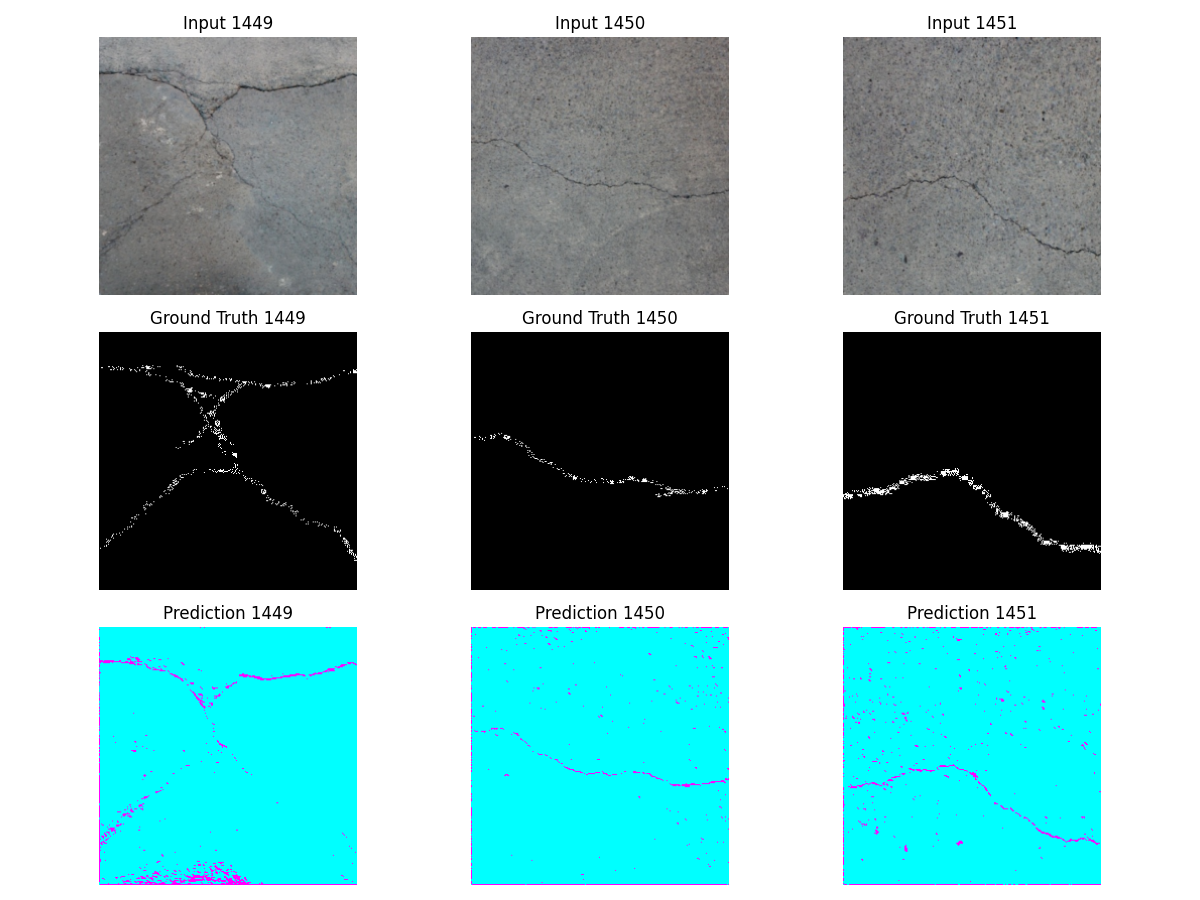 Input 1449
Input 1450
Input 1451
Ground Truth 1449
Ground Truth 1450
Ground Truth 1451
Prediction 1449
Prediction 1450
Prediction 1451